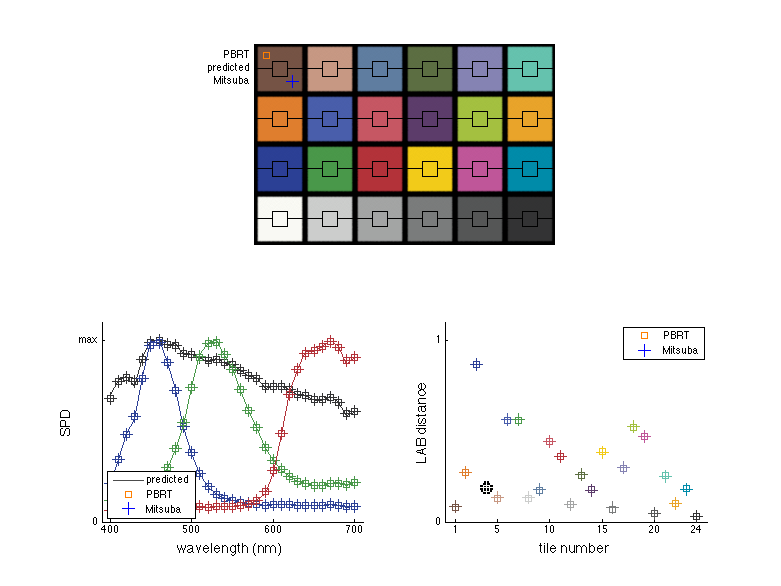 PBRT
predicted
Mitsuba
max
SPD
0
predicted
PBRT
Mitsuba
400
500
600
700
wavelength (nm)
1
LAB distance
0
PBRT
Mitsuba
1
5
10
15
20
24
tile number